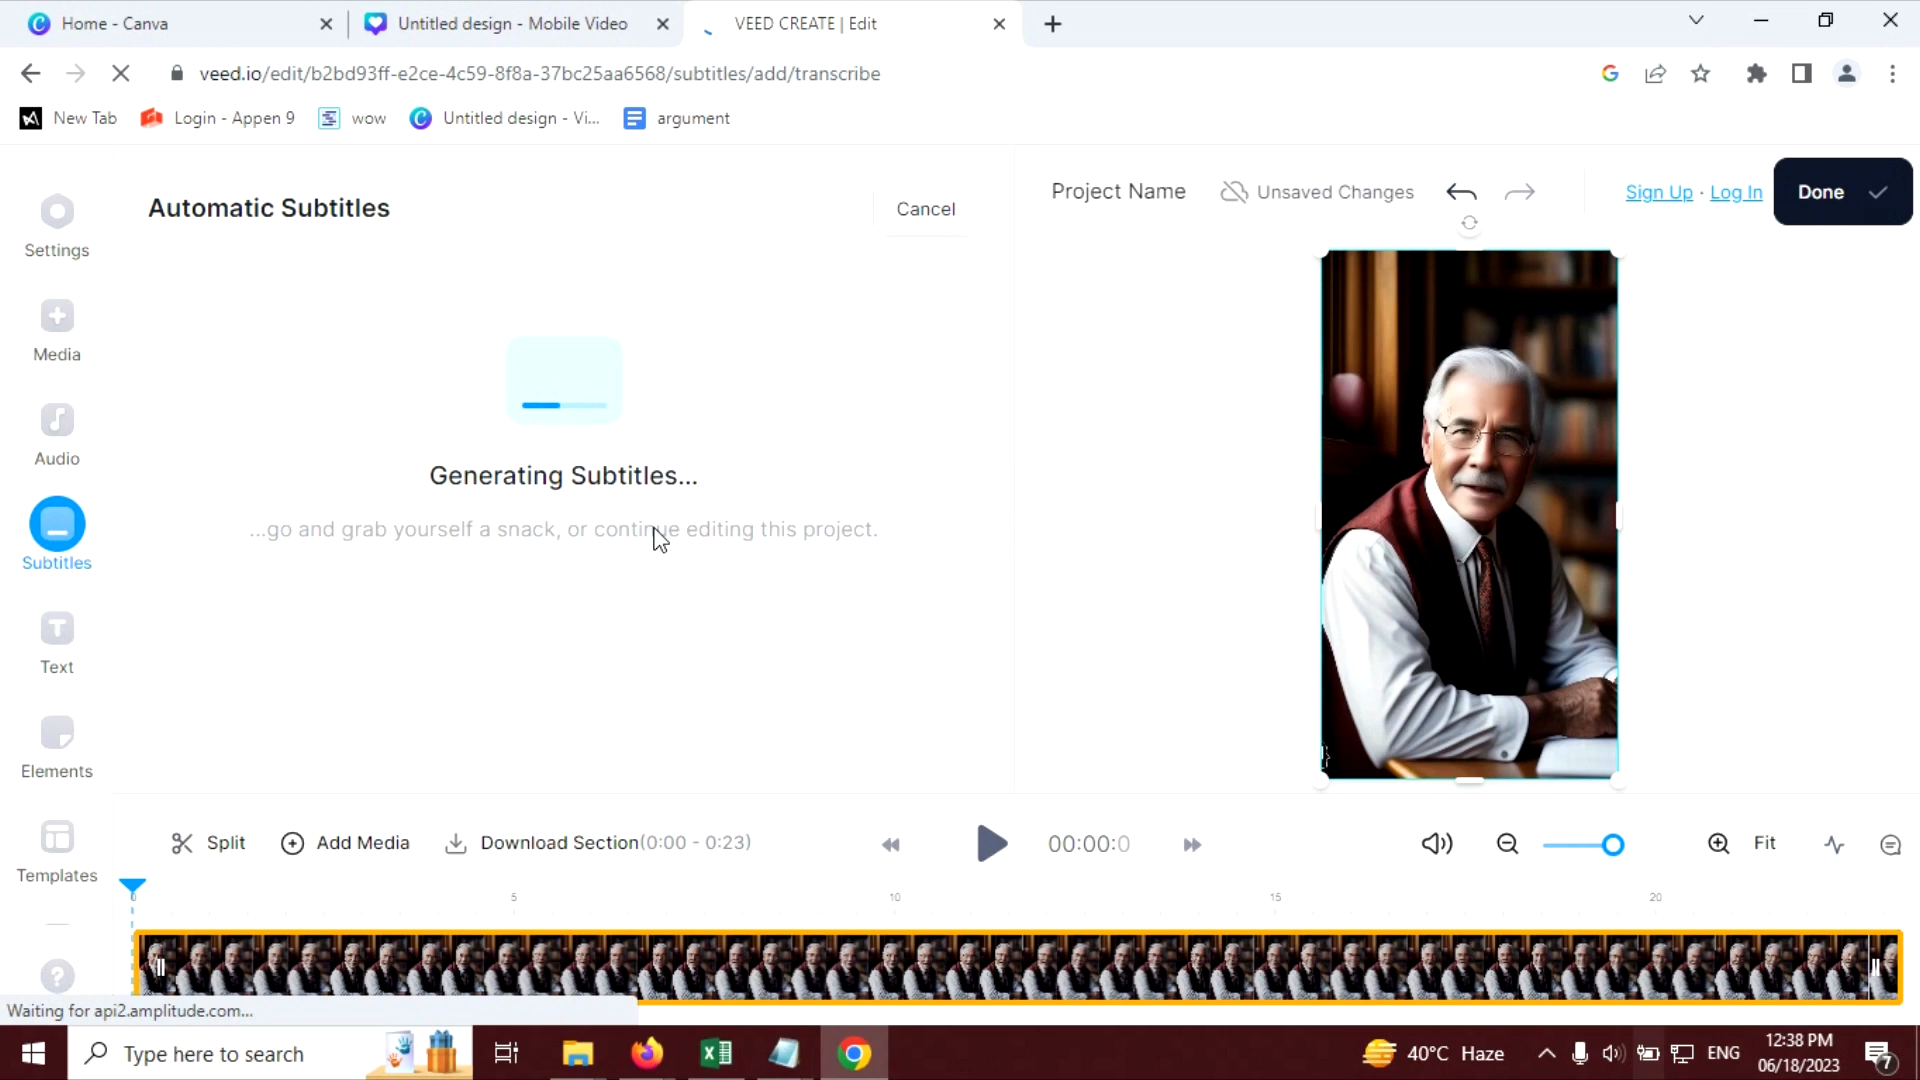 Home - Canva
Untitled design - Mobile Video
VEED CREATE | Edit
veed.io/edit/b2bd93ff-e2ce-4c59-8f8a-37bc25aa6568/subtitles/add/transcribe
New Tab
Login - Appen 9
wow
Untitled design - Vi...
argument
Settings
Media
Audio
Subtitles
Text
Elements
Templates
Automatic Subtitles
Cancel
Generating Subtitles...
...go and grab yourself a snack, or continue editing this project.
Project Name
Unsaved Changes
Sign Up · Log In
Done
Split
Add Media
Download Section(0:00 - 0:23)
00:00:0
Fit
0
5
10
15
20
Waiting for api2.amplitude.com...
Type here to search
40°C Haze
ENG
12:38 PM
06/18/2023
7